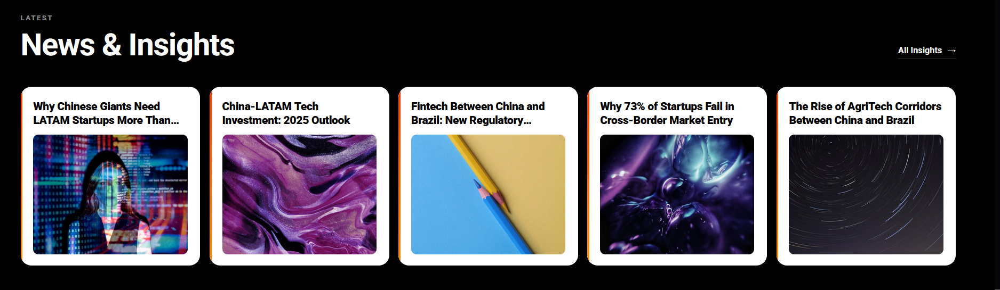 LATEST
News & Insights
All Insights →
Why Chinese Giants Need
LATAM Startups More Than...
China-LATAM Tech
Investment: 2025 Outlook
Fintech Between China and
Brazil: New Regulatory...
Why 73% of Startups Fail in
Cross-Border Market Entry
The Rise of AgriTech Corridors
Between China and Brazil